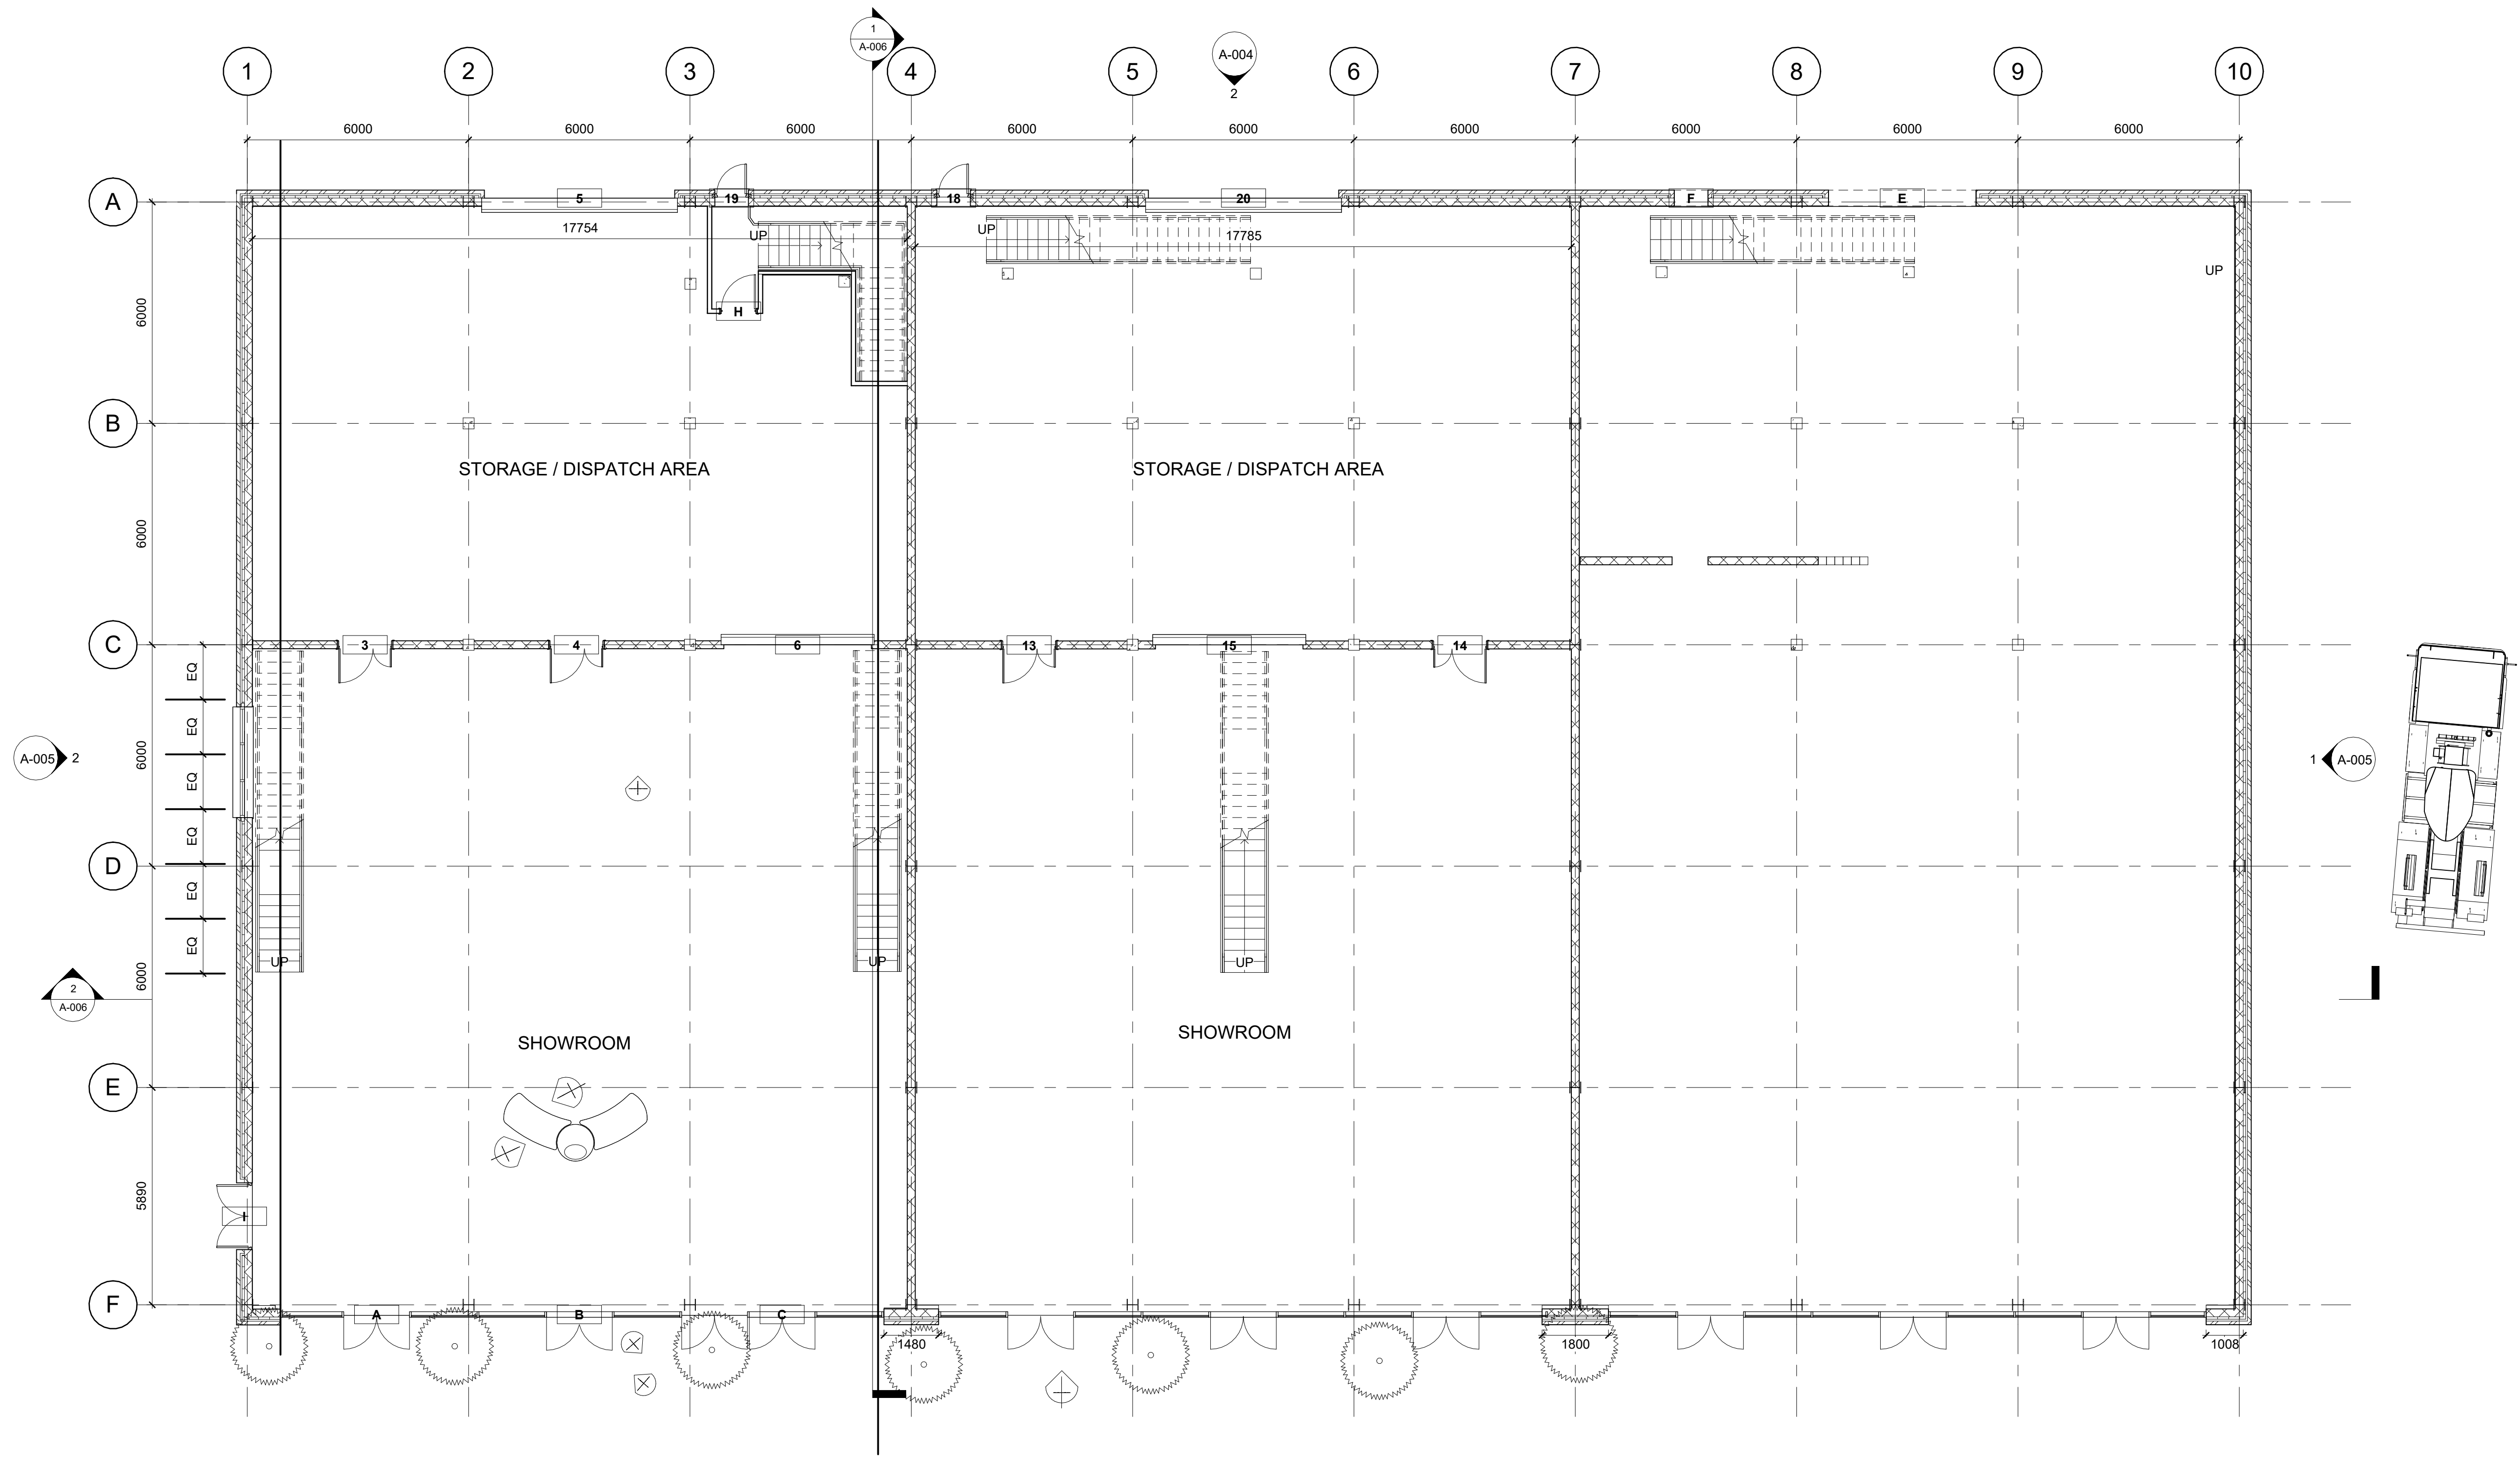 1
A-006
A-004
2
1
2
3
4
5
6
7
8
9
10
6000
6000
6000
6000
6000
6000
6000
6000
6000
A
5
19
18
20
F
E
17754
UP
UP
17785
UP
6000
H
B
STORAGE / DISPATCH AREA
STORAGE / DISPATCH AREA
6000
C
3
4
6
13
15
14
EQ
EQ
EQ
EQ
EQ
EQ
6000
A-005
2
1
A-005
D
UP
UP
UP
6000
2
A-006
SHOWROOM
SHOWROOM
E
5890
I
F
A
B
C
1480
1800
1008